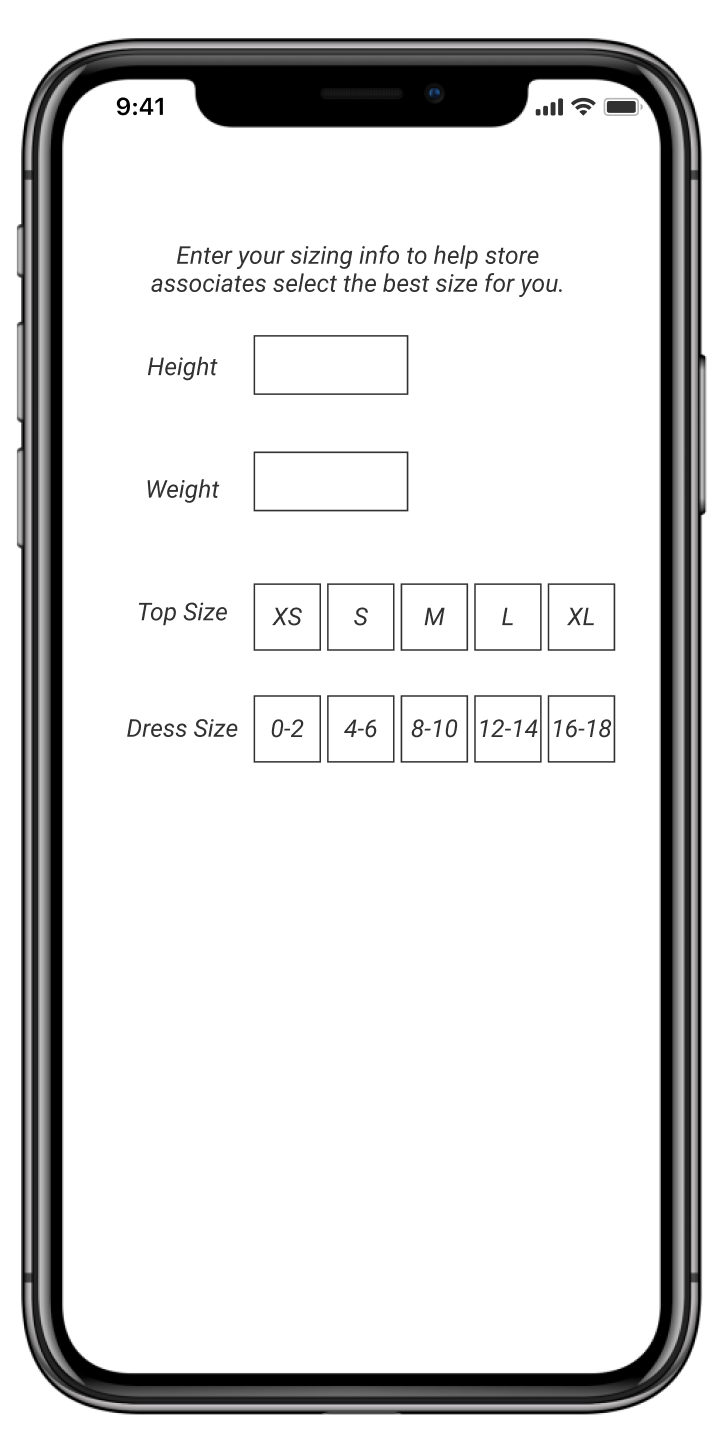 9:41
Enter your sizing info to help store
associates select the best size for you.
Height
Weight
Top Size XS S M L XL
Dress Size 0-2 4-6 8-10 12-14 16-18